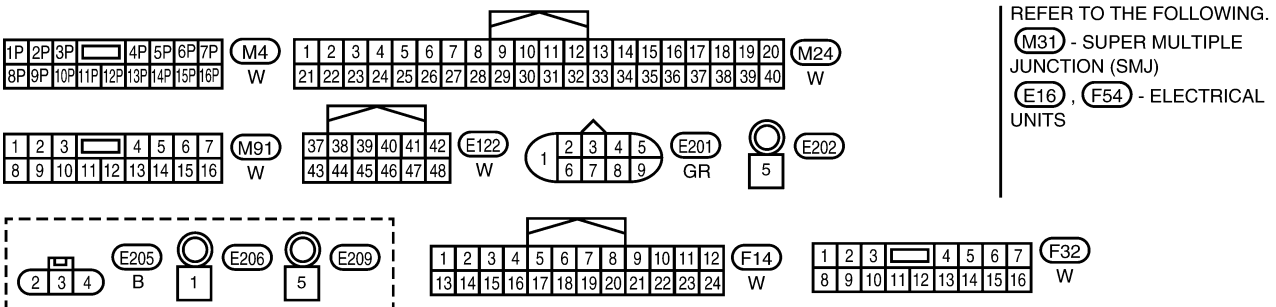 1P 2P 3P 4P 5P 6P 7P
8P 9P 10P 11P 12P 13P 14P 15P 16P
M4
W
1 2 3 4 5 6 7 8 9 10 11 12 13 14 15 16 17 18 19 20
21 22 23 24 25 26 27 28 29 30 31 32 33 34 35 36 37 38 39 40
M24
W
REFER TO THE FOLLOWING.
M31 - SUPER MULTIPLE
JUNCTION (SMJ)
E16 , F54 - ELECTRICAL
UNITS
1 2 3 4 5 6 7
8 9 10 11 12 13 14 15 16
M91
W
37 38 39 40 41 42
43 44 45 46 47 48
E122
W
1 2 3 4 5
6 7 8 9
E201
GR
5
E202
2 3 4
E205
B
1
E206
5
E209
1 2 3 4 5 6 7 8 9 10 11 12
13 14 15 16 17 18 19 20 21 22 23 24
F14
W
1 2 3 4 5 6 7
8 9 10 11 12 13 14 15 16
F32
W